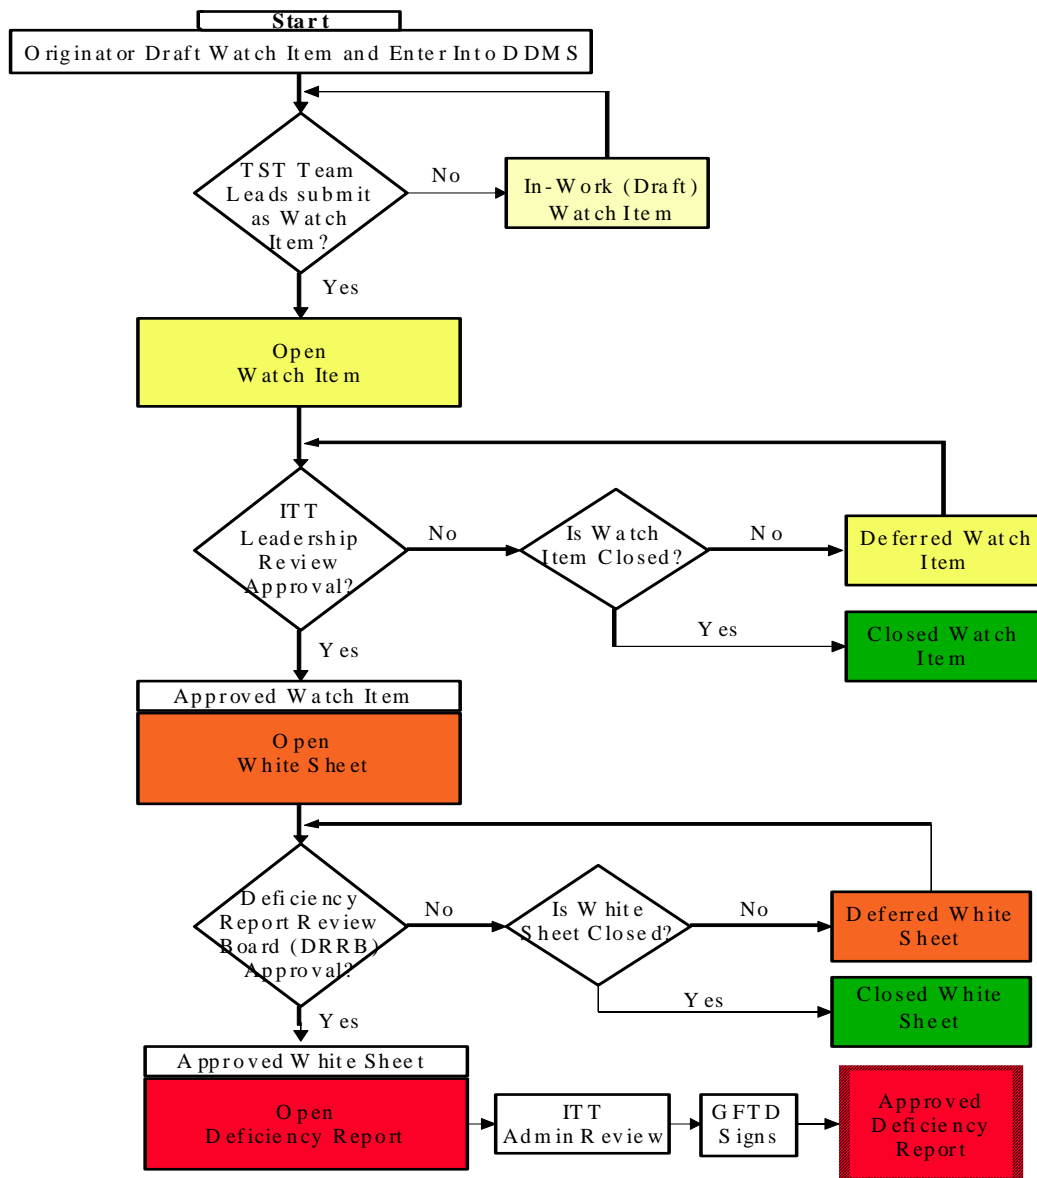 Start
Originator Draft Watch Item and Enter Into DDMS
TST Team
Leads submit
as Watch
Item?
No
In-Work (Draft)
Watch Item
Yes
Open
Watch Item
ITT
Leadership
Review
Approval?
No
Is Watch
Item Closed?
No
Deferred Watch
Item
Yes
Closed Watch
Item
Yes
Approved Watch Item
Open
White Sheet
Deficiency
Report Review
Board (DRRB)
Approval?
No
Is White
Sheet Closed?
No
Deferred White
Sheet
Yes
Closed White
Sheet
Yes
Approved White Sheet
Open
Deficiency Report
ITT
Admin Review
GFTD
Signs
Approved
Deficiency
Report